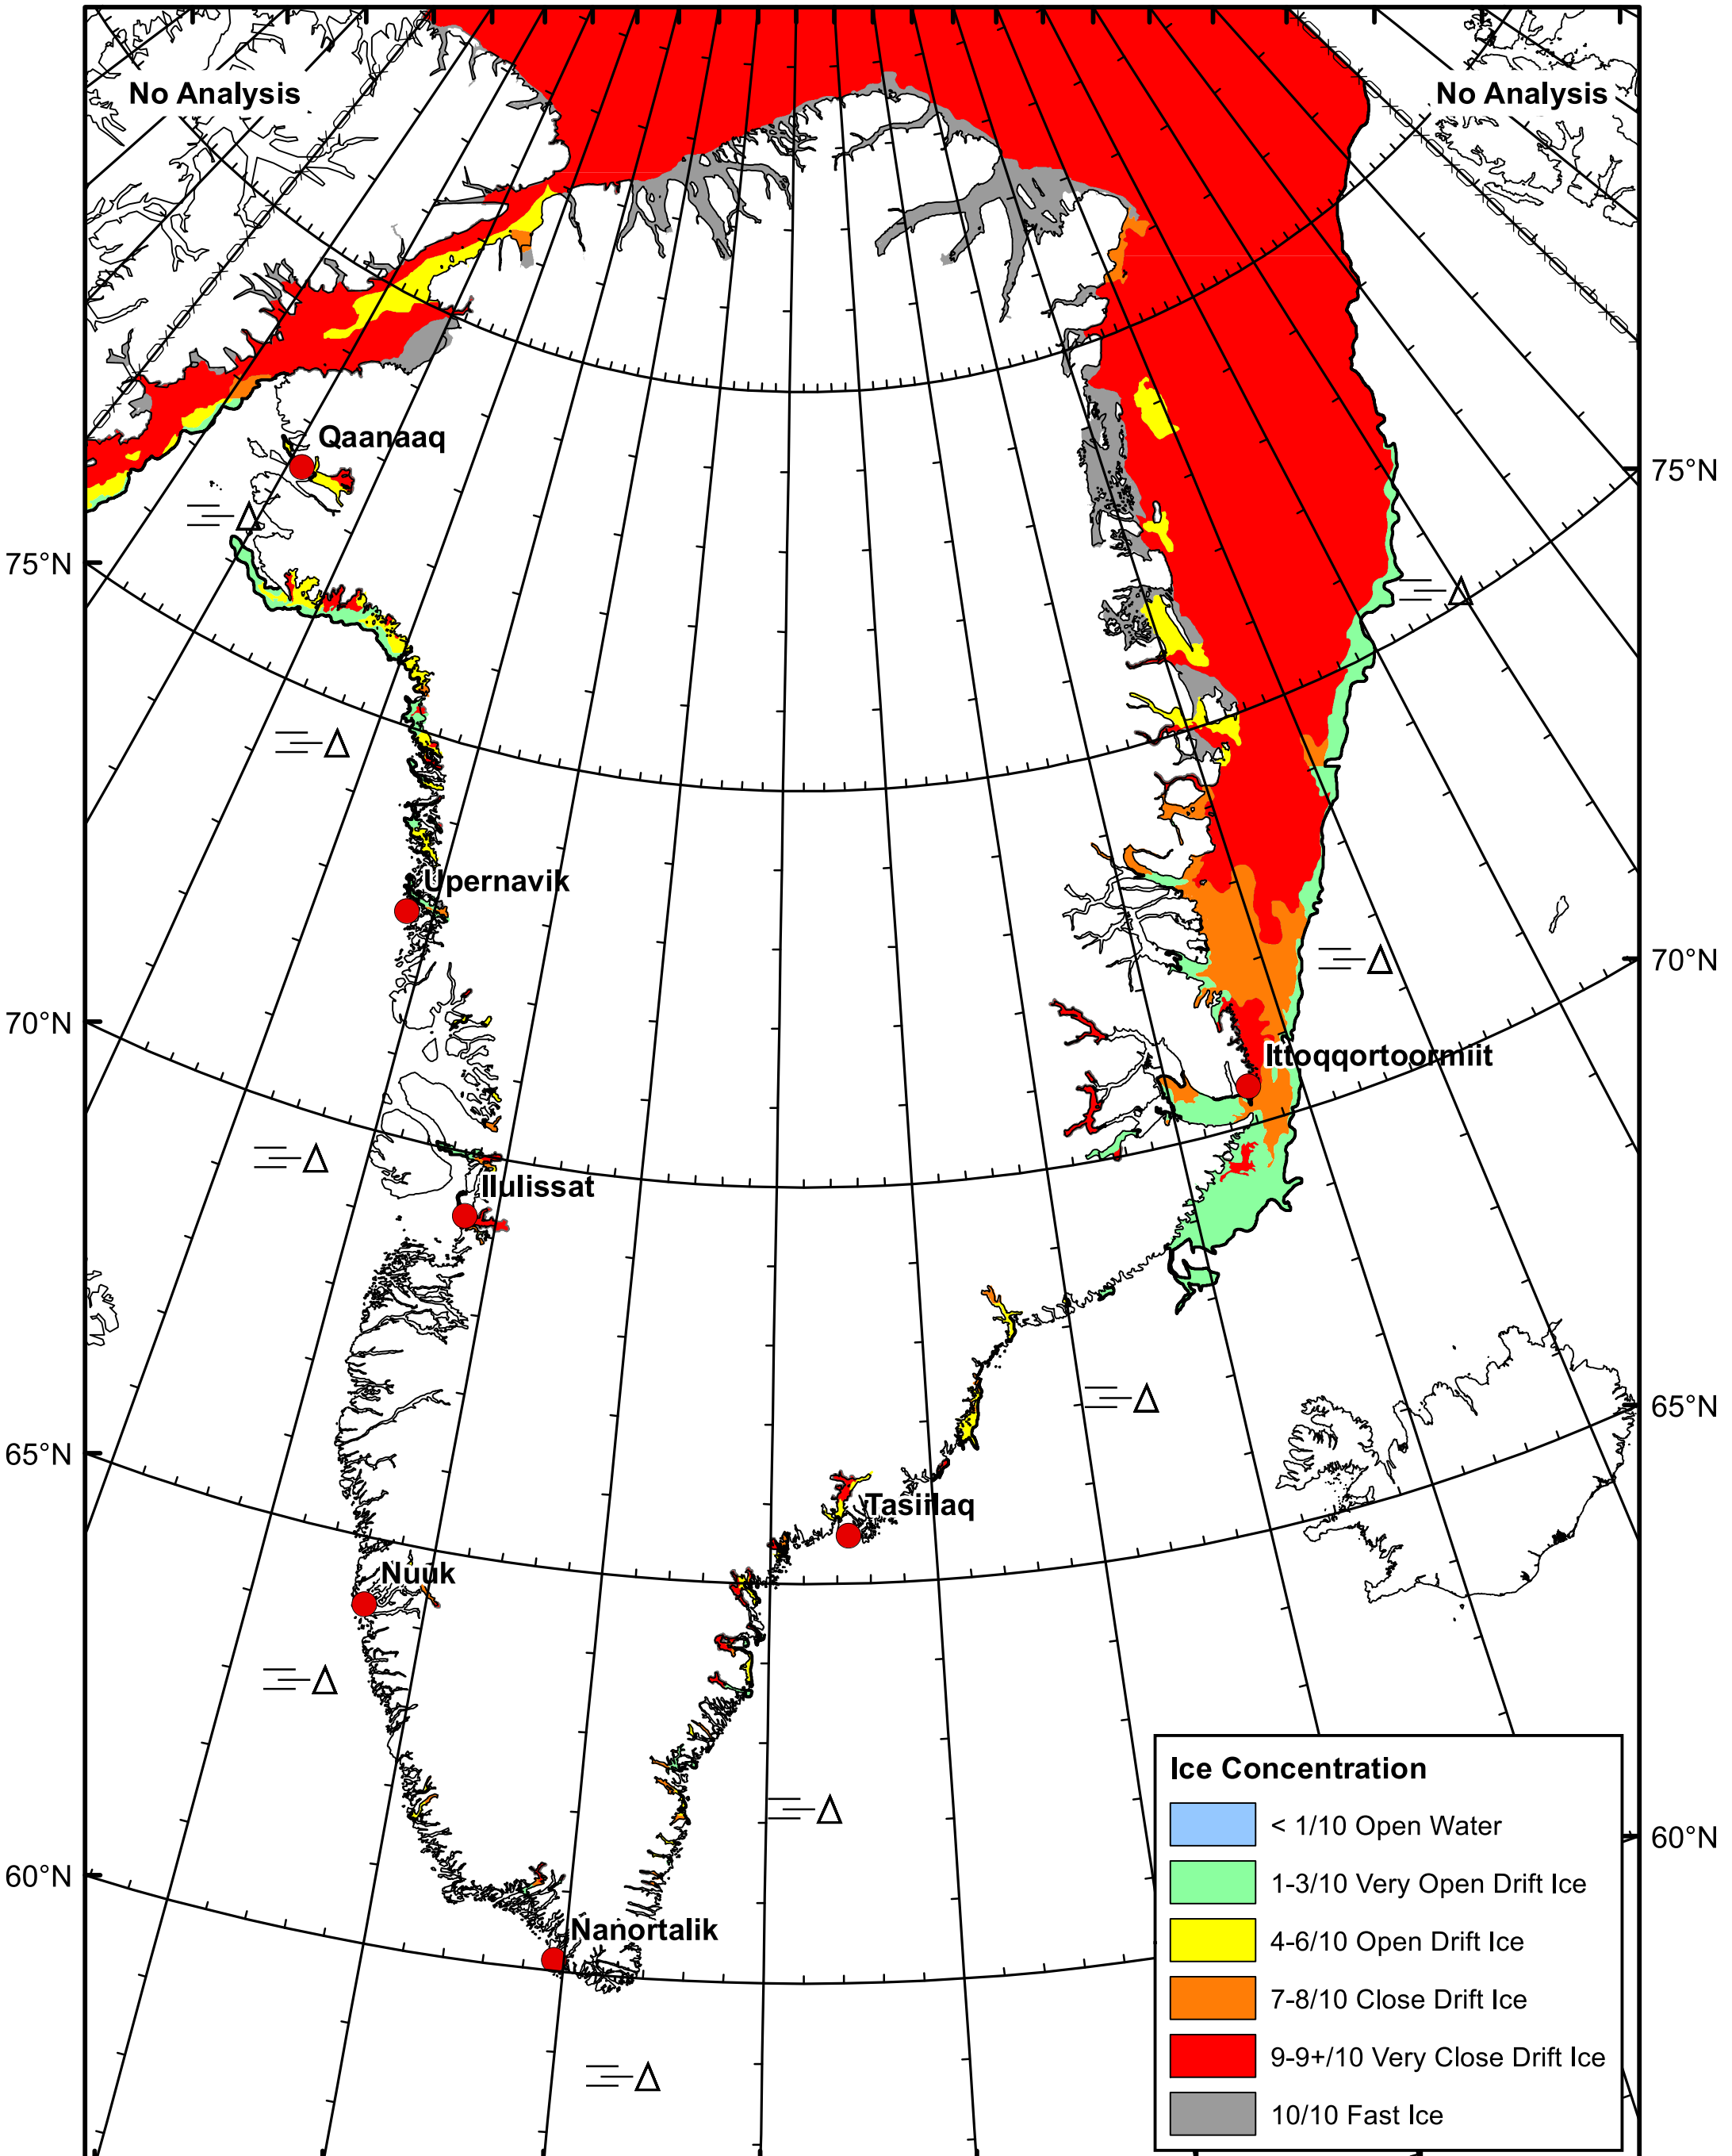 No Analysis
No Analysis
Qaanaaq
75°N
75°N
Upernavik
70°N
70°N
Ittoqqortoormiit
Ilulissat
65°N
65°N
Tasiilaq
Nuuk
Ice Concentration
< 1/10 Open Water
60°N
60°N
1-3/10 Very Open Drift Ice
Nanortalik
4-6/10 Open Drift Ice
7-8/10 Close Drift Ice
9-9+/10 Very Close Drift Ice
10/10 Fast Ice